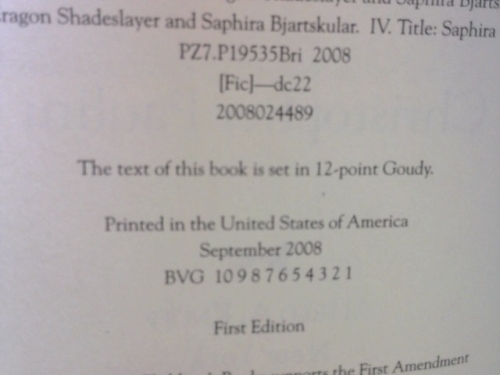 ragon Shadeslayer and Saphira Bjartskular. IV. Title: Saphira
PZ7.P19535Bri 2008
[Fic]—dc22
2008024489
The text of this book is set in 12-point Goudy.
Printed in the United States of America
September 2008
BVG 10 9 8 7 6 5 4 3 2 1
First Edition
supports the First Amendment